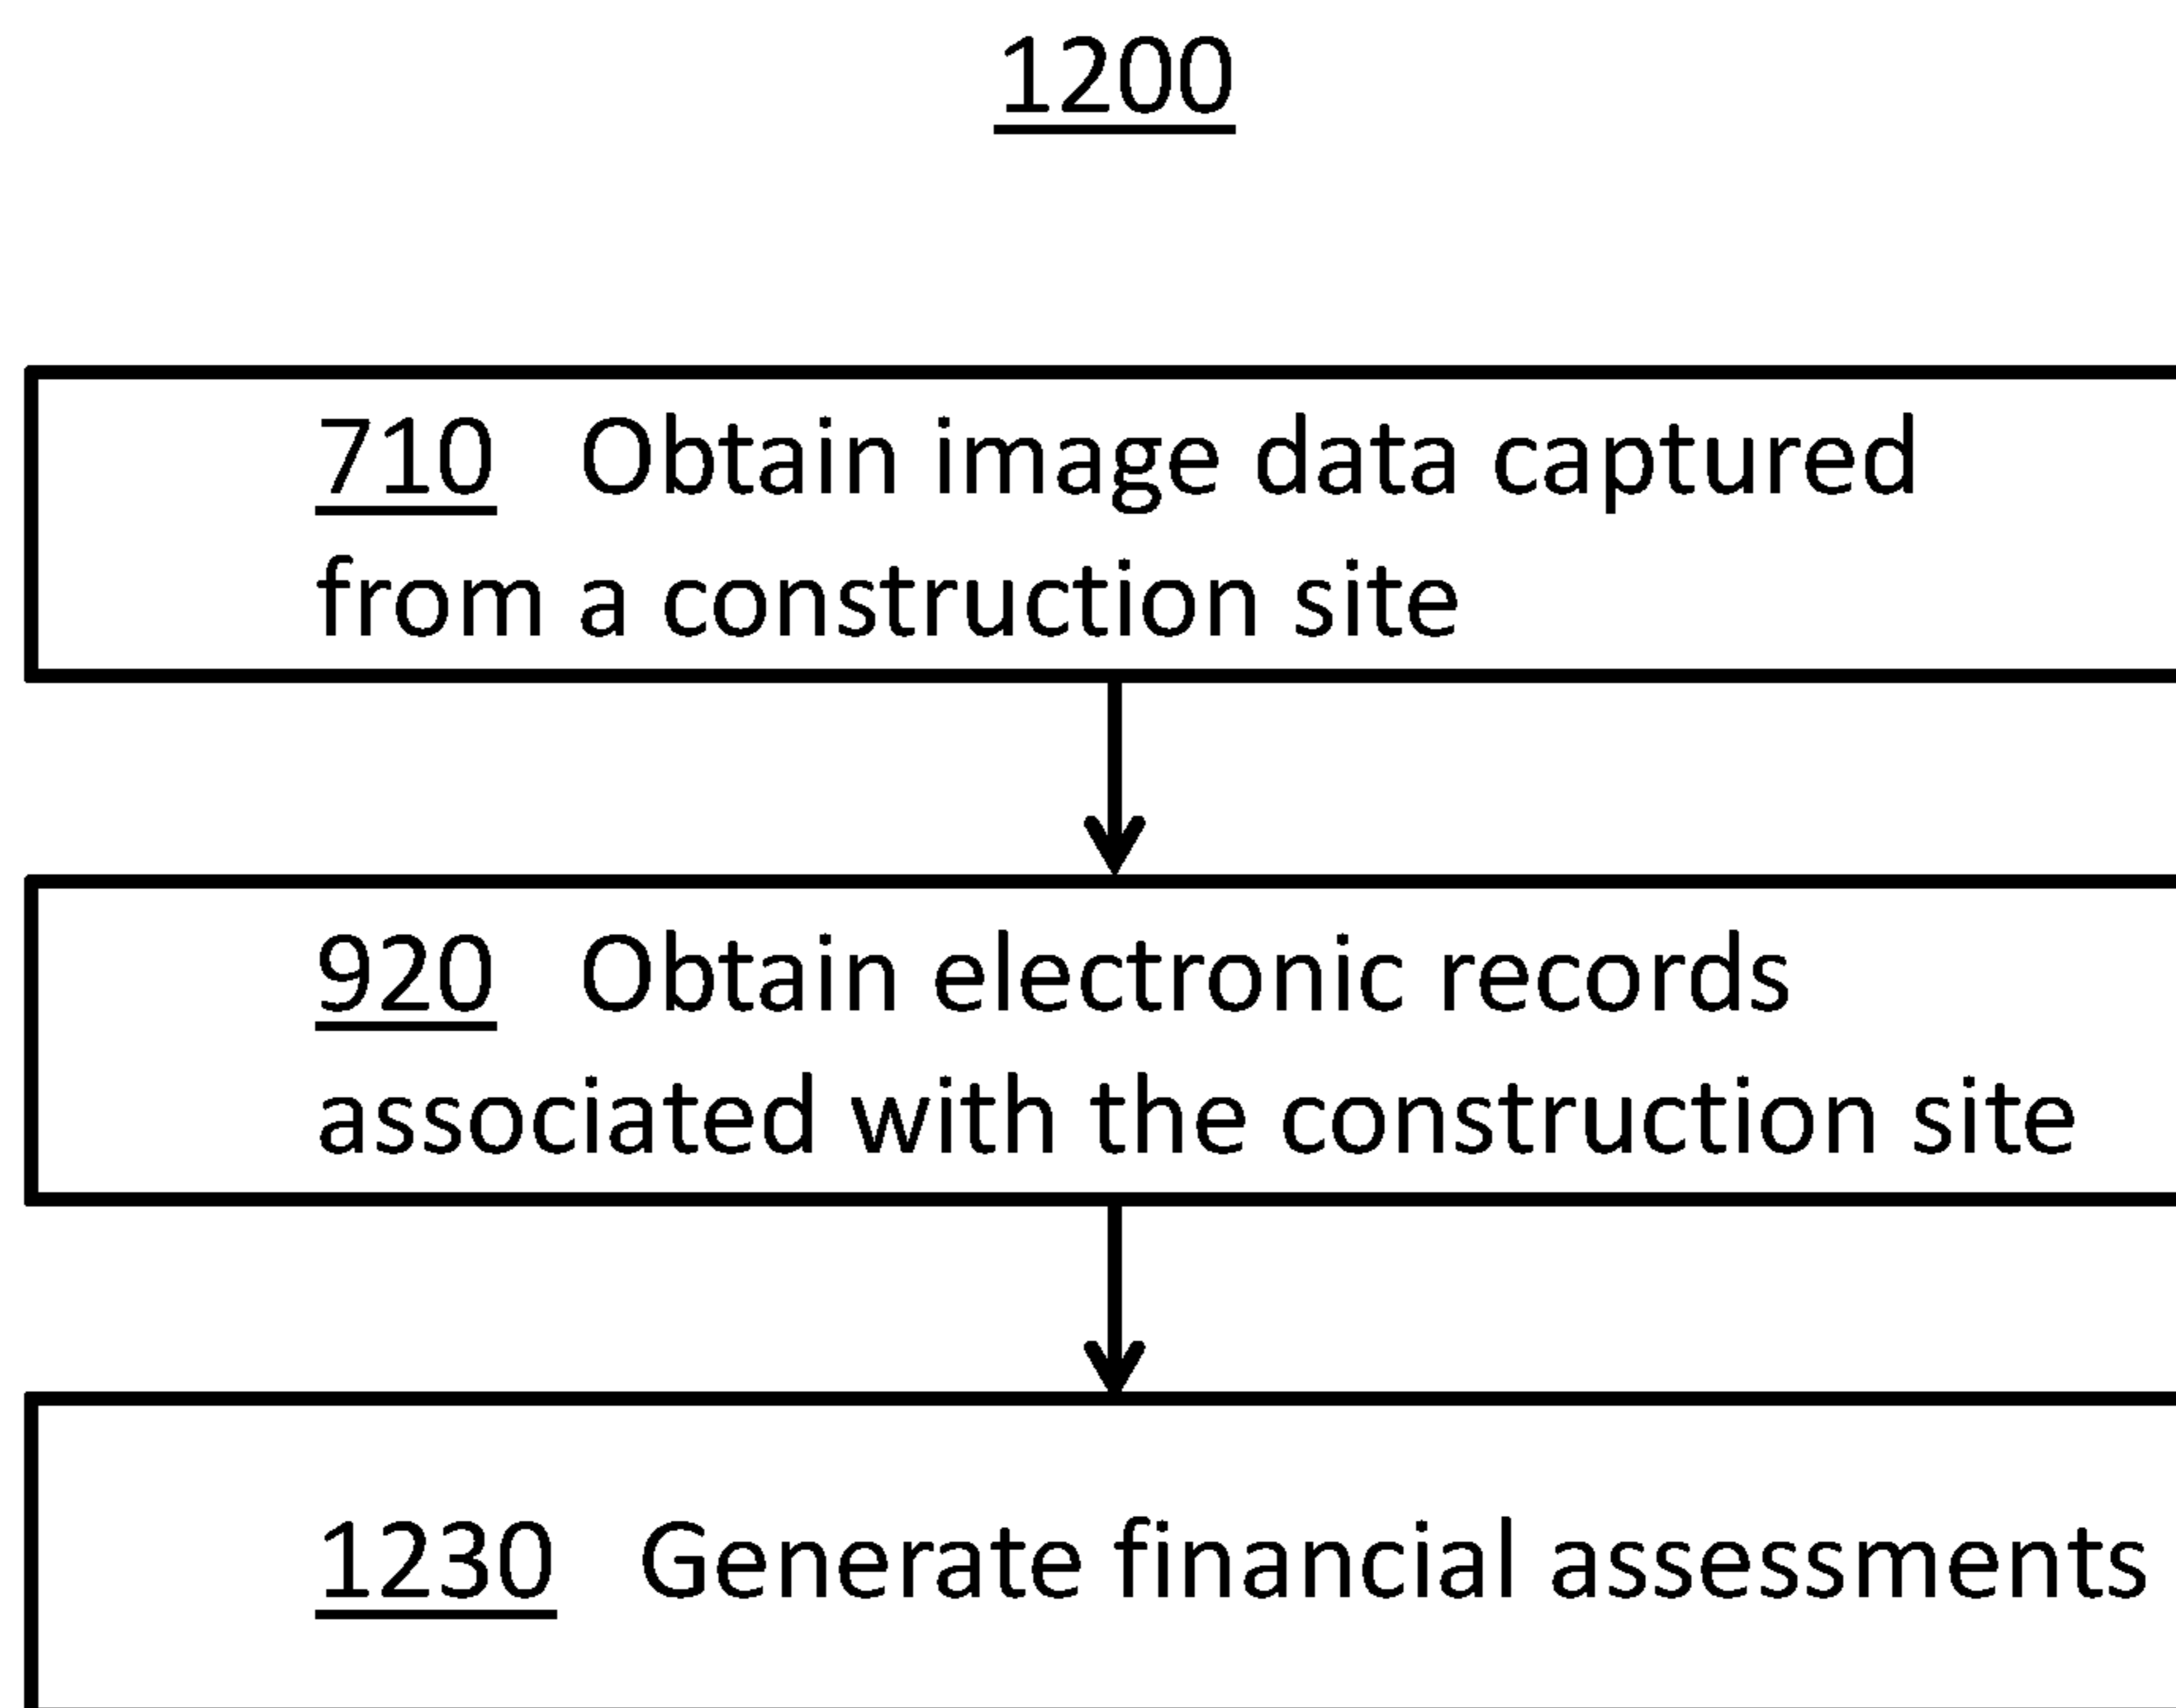 1200
710 Obtain image data captured
from a construction site
920 Obtain electronic records
associated with the construction site
1230 Generate financial assessments